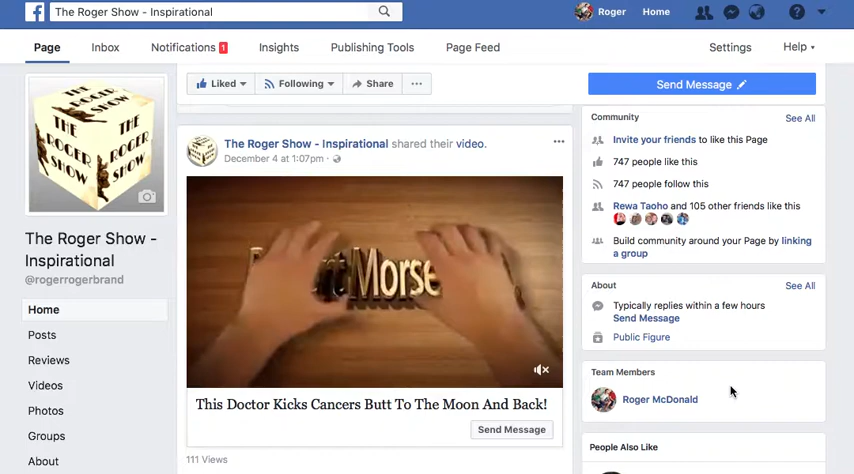 The Roger Show - Inspirational
Roger Home
Page Inbox Notifications 1 Insights Publishing Tools Page Feed Settings Help
Liked Following Share ... Send Message
THE ROGER SHOW
THE ROGER SHOW
THE ROGER SHOW
The Roger Show -
Inspirational
@rogerrogerbrand
Home
Posts
Reviews
Videos
Photos
Groups
About
The Roger Show - Inspirational shared their video.
December 4 at 1:07pm ·
Morse
This Doctor Kicks Cancers Butt To The Moon And Back!
Send Message
111 Views
Community See All
Invite your friends to like this Page
747 people like this
747 people follow this
Rewa Taoho and 105 other friends like this
Build community around your Page by linking
a group
About See All
Typically replies within a few hours
Send Message
Public Figure
Team Members
Roger McDonald
People Also Like